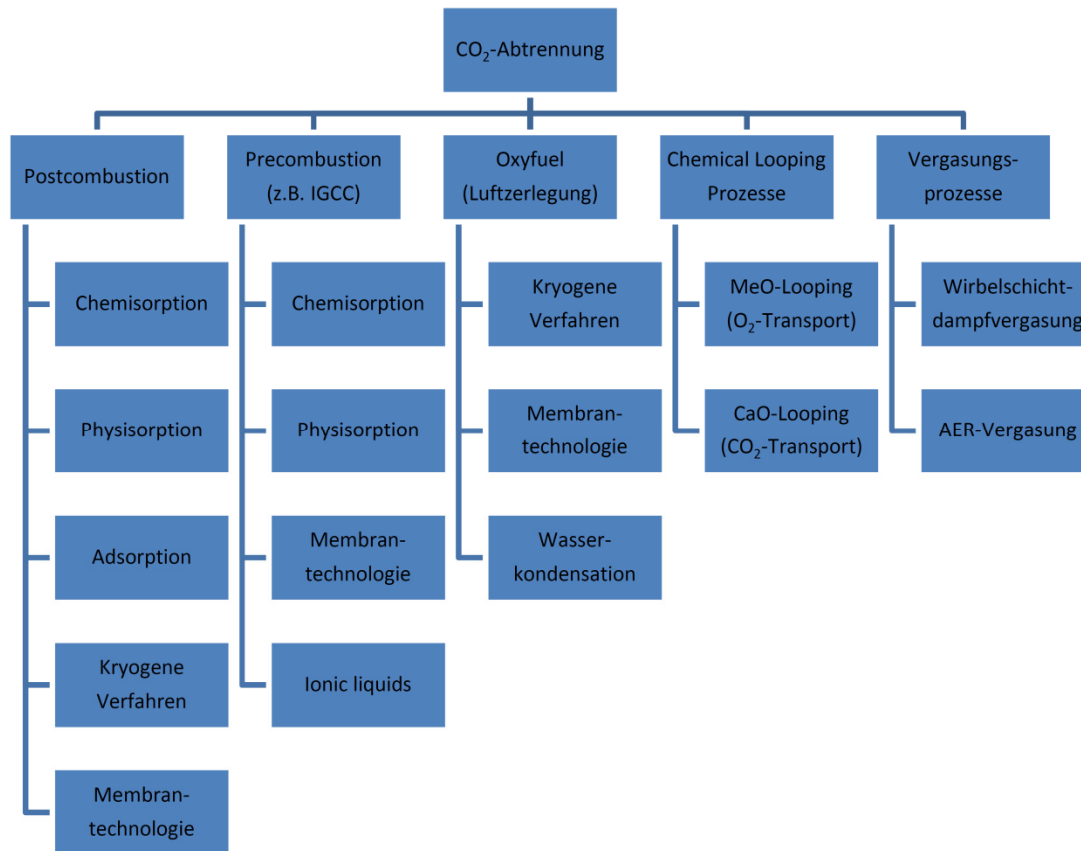 CO₂-Abtrennung
Postcombustion
Precombustion
(z.B. IGCC)
Oxyfuel
(Luftzerlegung)
Chemical Looping
Prozesse
Vergasungs-
prozesse
Chemisorption
Physisorption
Adsorption
Kryogene
Verfahren
Membran-
technologie
Chemisorption
Physisorption
Membran-
technologie
Ionic liquids
Kryogene
Verfahren
Membran-
technologie
Wasser-
kondensation
MeO-Looping
(O₂-Transport)
CaO-Looping
(CO₂-Transport)
Wirbelschicht-
dampfvergasung
AER-Vergasung